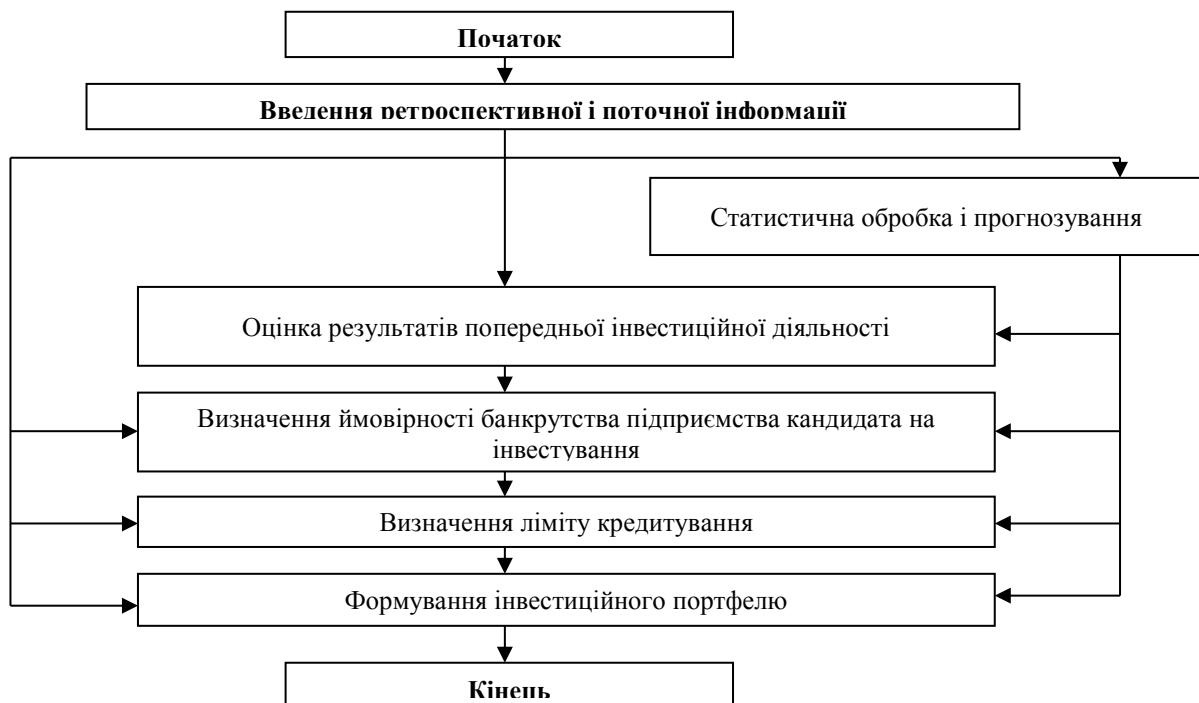 Початок
Введення ретроспективної і поточної інформації
Статистична обробка і прогнозування
Оцінка результатів попередньої інвестиційної діяльності
Визначення ймовірності банкрутства підприємства кандидата на
інвестування
Визначення ліміту кредитування
Формування інвестиційного портфелю
Кінець